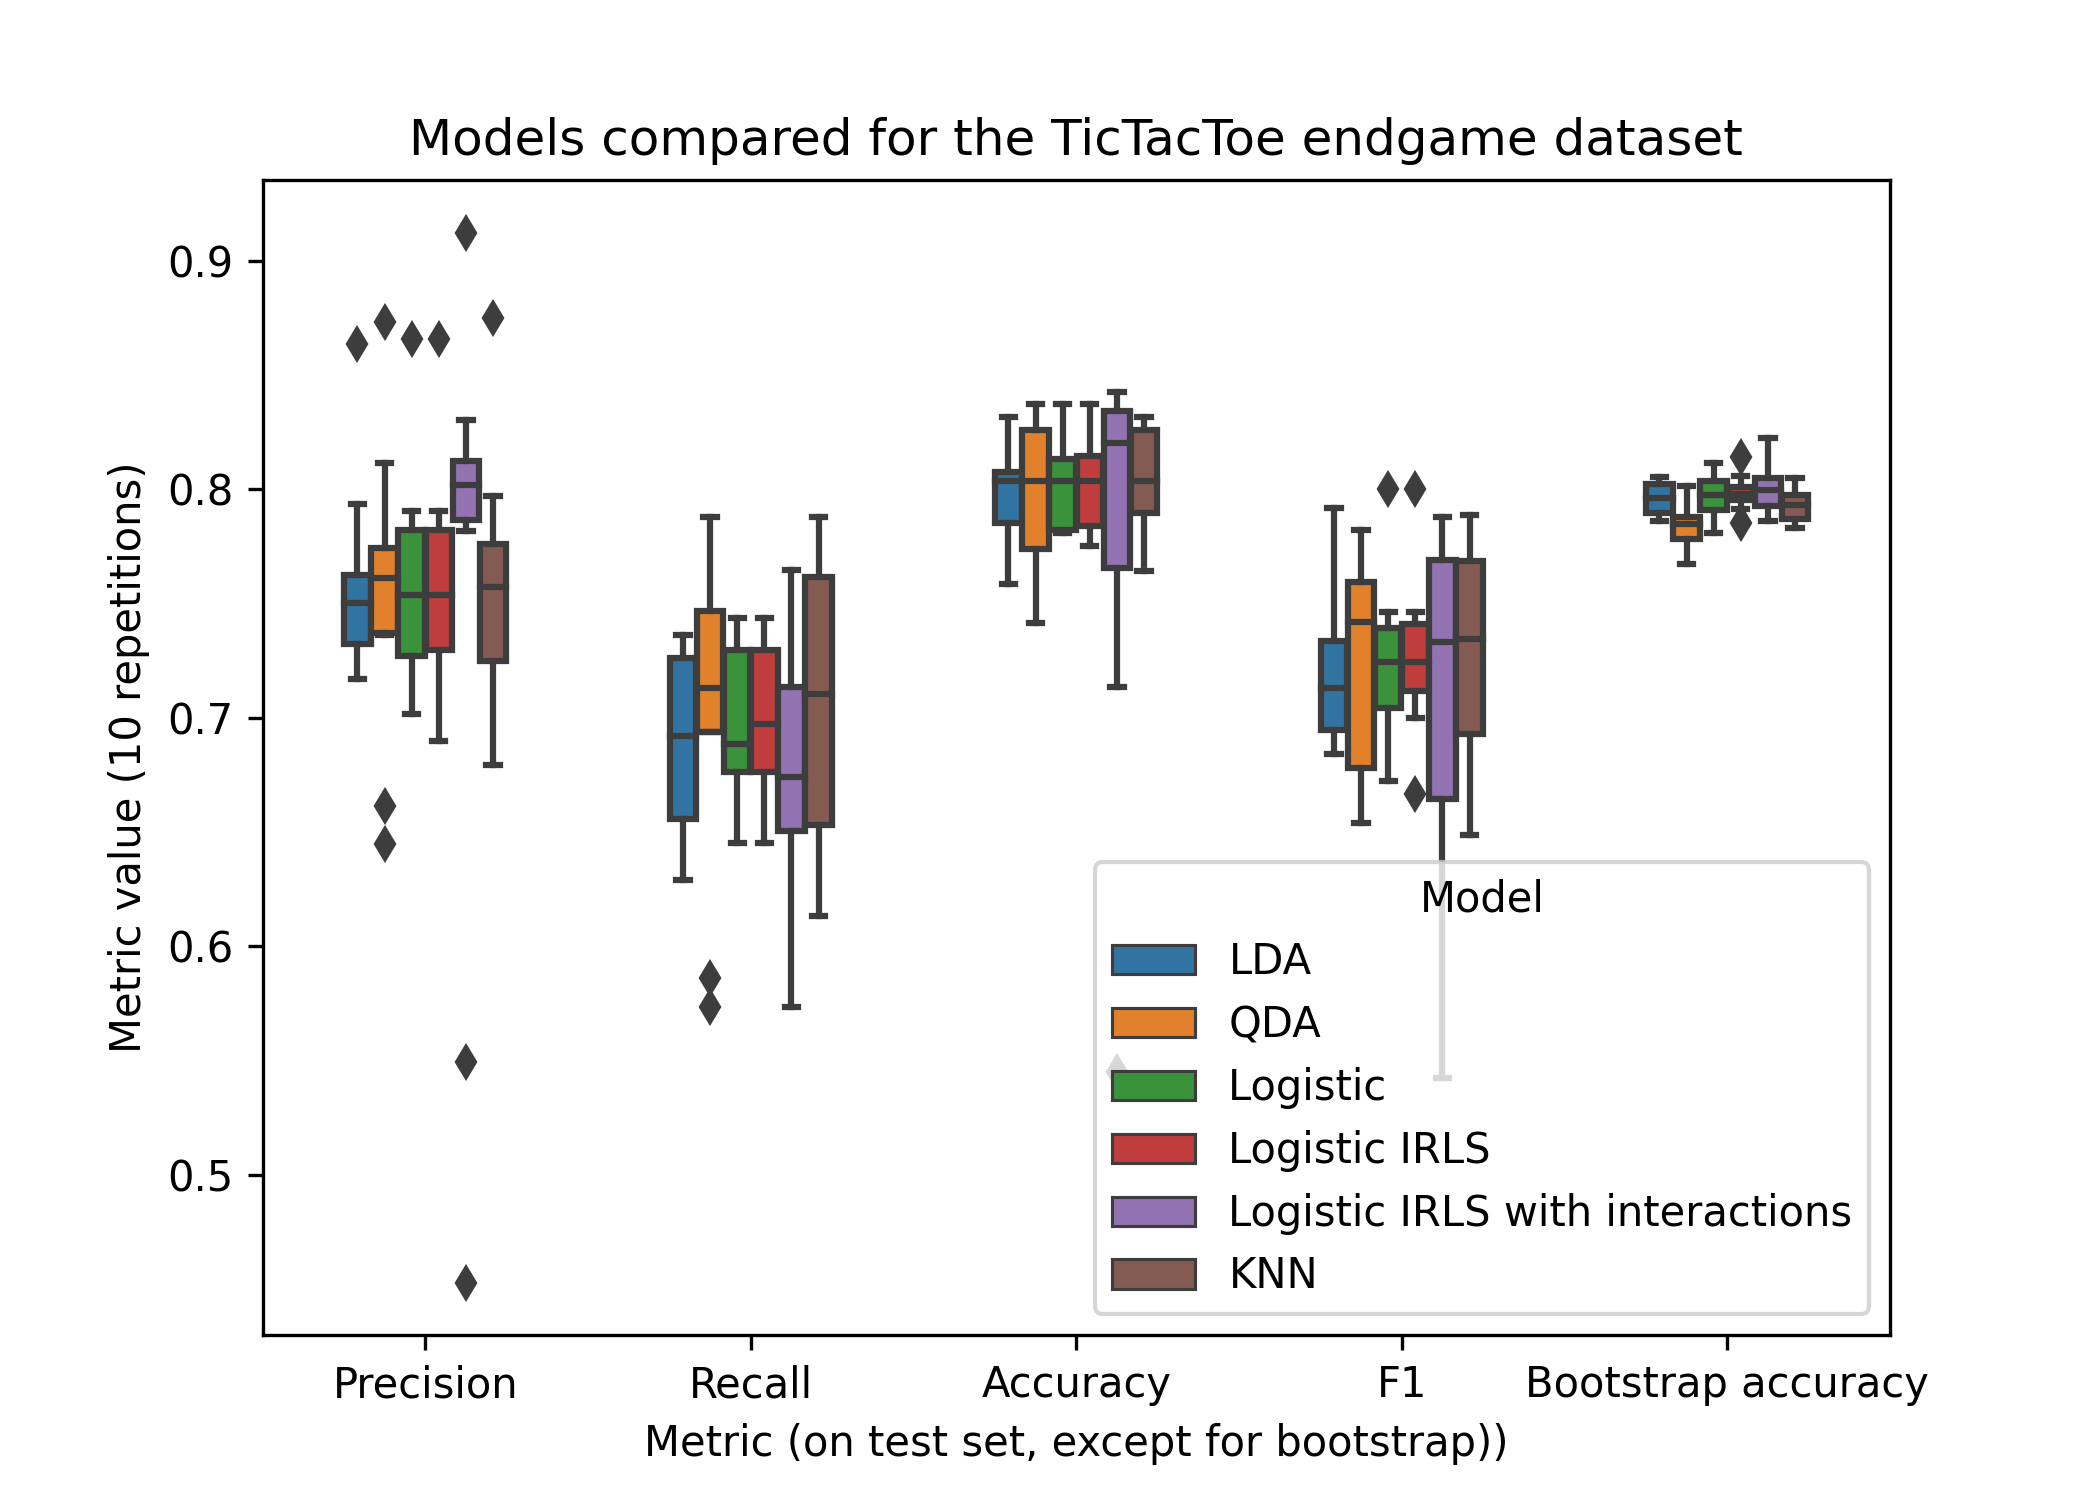 Models compared for the TicTacToe endgame dataset
0.9
0.8
0.7
0.6
0.5
Metric value (10 repetitions)
Model
LDA
QDA
Logistic
Logistic IRLS
Logistic IRLS with interactions
KNN
Precision
Recall
Accuracy
F1
Bootstrap accuracy
Metric (on test set, except for bootstrap))